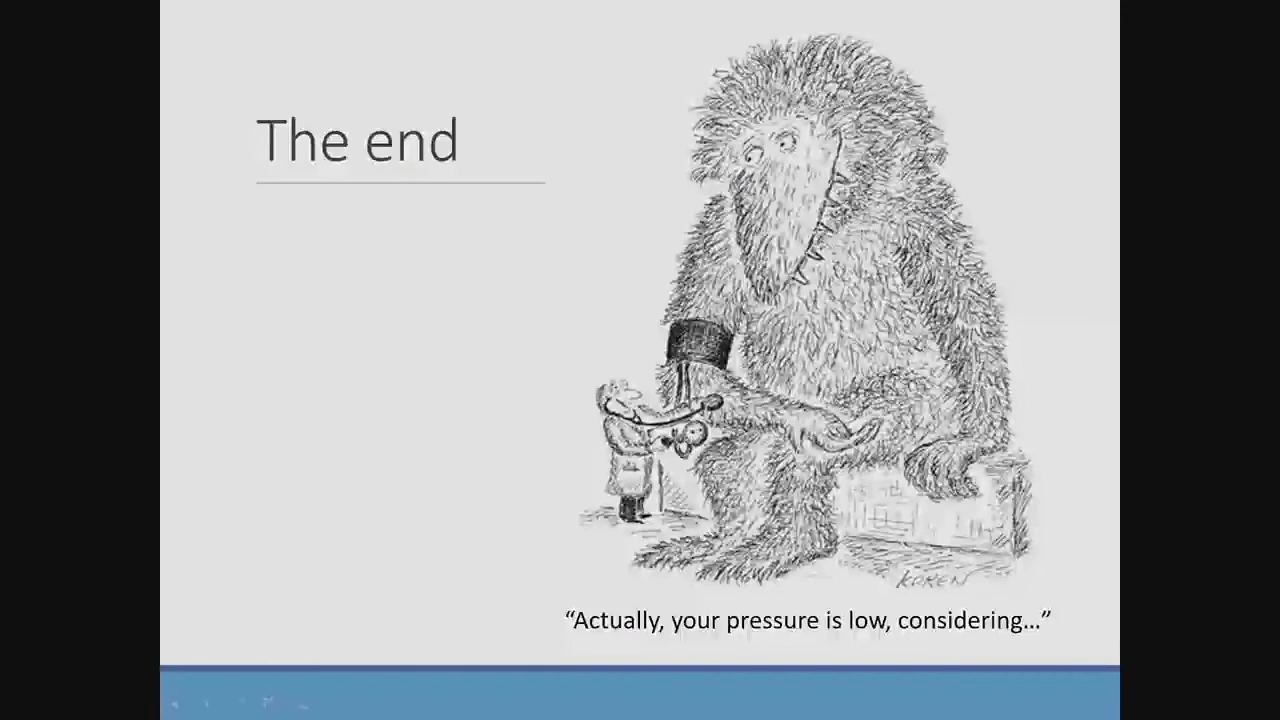 The end
KOREN
“Actually, your pressure is low, considering…”